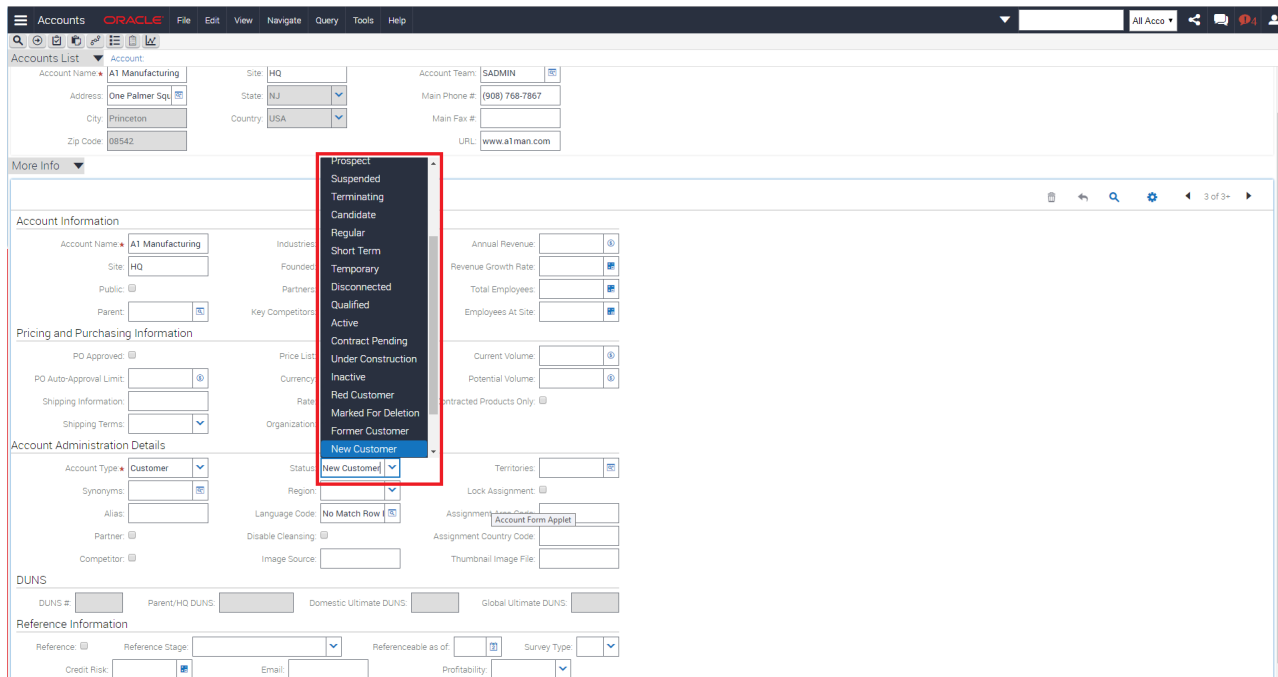 Accounts ORACLE File Edit View Navigate Query Tools Help All Acco 4
Accounts List Account:
Account Name: A1 Manufacturing Site: HQ Account Team: SADMIN
Address: One Palmer Squ State: NJ Main Phone #: (908) 768-7867
City: Princeton Country: USA Main Fax #:
Zip Code: 08542 URL: www.a1man.com
More Info
Prospect
Suspended
Terminating
Candidate
Regular
Short Term
Temporary
Disconnected
Qualified
Active
Contract Pending
Under Construction
Inactive
Red Customer
Marked For Deletion
Former Customer
New Customer
3 of 3+
Account Information
Account Name: A1 Manufacturing Industries: Annual Revenue:
Site: HQ Founded: Revenue Growth Rate:
Public: Partners: Total Employees:
Parent: Key Competitors: Employees At Site:
Pricing and Purchasing Information
PO Approved: Price List: Current Volume:
PO Auto-Approval Limit: Currency: Potential Volume:
Shipping Information: Rate: ontracted Products Only:
Shipping Terms: Organization:
Account Administration Details
Account Type: Customer Status: New Customer Territories:
Synonyms: Region: Lock Assignment:
Alias: Language Code: No Match Row I Assignment Area Code:
Account Form Applet
Partner: Disable Cleansing: Assignment Country Code:
Competitor: Image Source: Thumbnail Image File:
DUNS
DUNS #: Parent/HQ DUNS: Domestic Ultimate DUNS: Global Ultimate DUNS:
Reference Information
Reference: Reference Stage: Referenceable as of: Survey Type:
Credit Risk: Email: Profitability: